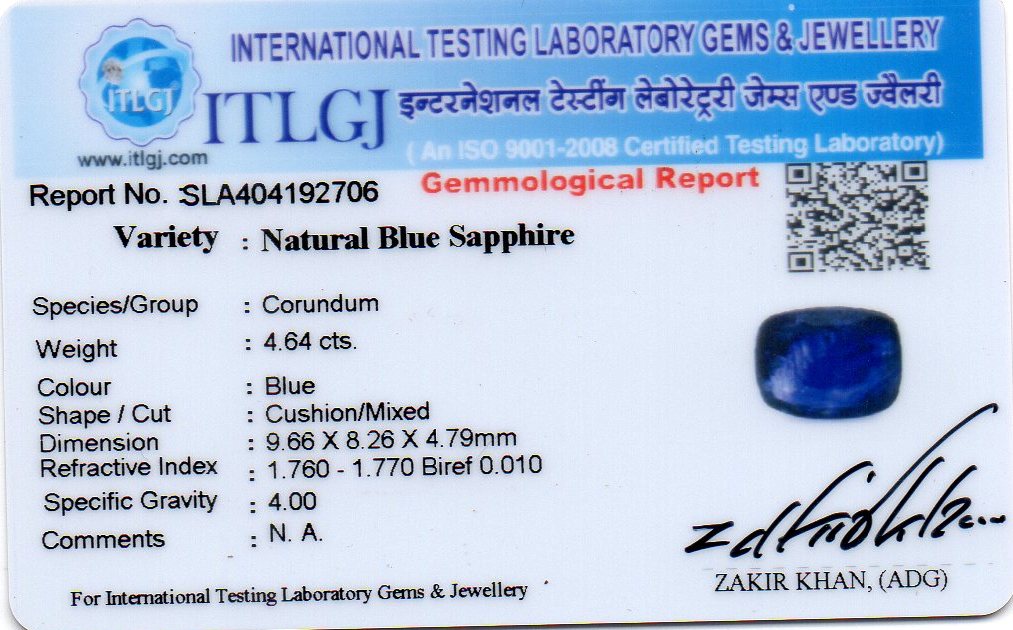 INTERNATIONAL TESTING LABORATORY GEMS & JEWELLERY
ITLGJ
ITLGJ
इन्टरनेशनल टेस्टींग लेबोरेट्ररी जेम्स एण्ड ज्वैलरी
www.itlgj.com
( An ISO 9001-2008 Certified Testing Laboratory)
Gemmological Report
Report No. :SLA404192706
Variety : Natural Blue Sapphire
Species/Group : Corundum
Weight : 4.64 cts.
Colour : Blue
Shape / Cut : Cushion/Mixed
Dimension : 9.66 X 8.26 X 4.79mm
Refractive Index : 1.760 - 1.770 Biref 0.010
Specific Gravity : 4.00
Comments : N. A.
ZAKIR KHAN, (ADG)
For International Testing Laboratory Gems & Jewellery